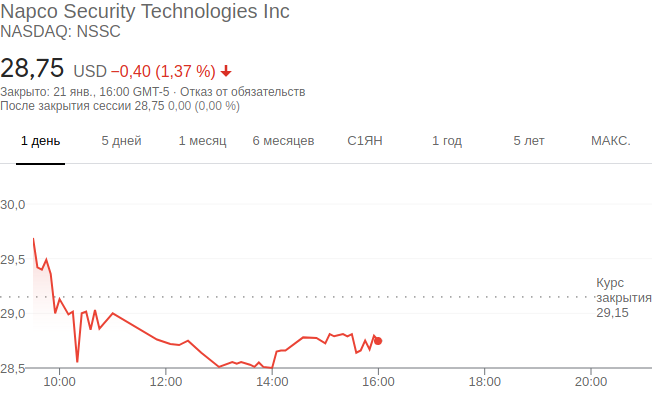 Napco Security Technologies Inc
NASDAQ: NSSC
28,75 USD −0,40 (1,37 %)
Закрыто: 21 янв., 16:00 GMT-5 · Отказ от обязательств
После закрытия сессии 28,75 0,00 (0,00 %)
1 день 5 дней 1 месяц 6 месяцев С1ЯН 1 год 5 лет МАКС.
30,0
29,5
Курс
закрытия
29,15
29,0
28,5
10:00 12:00 14:00 16:00 18:00 20:00